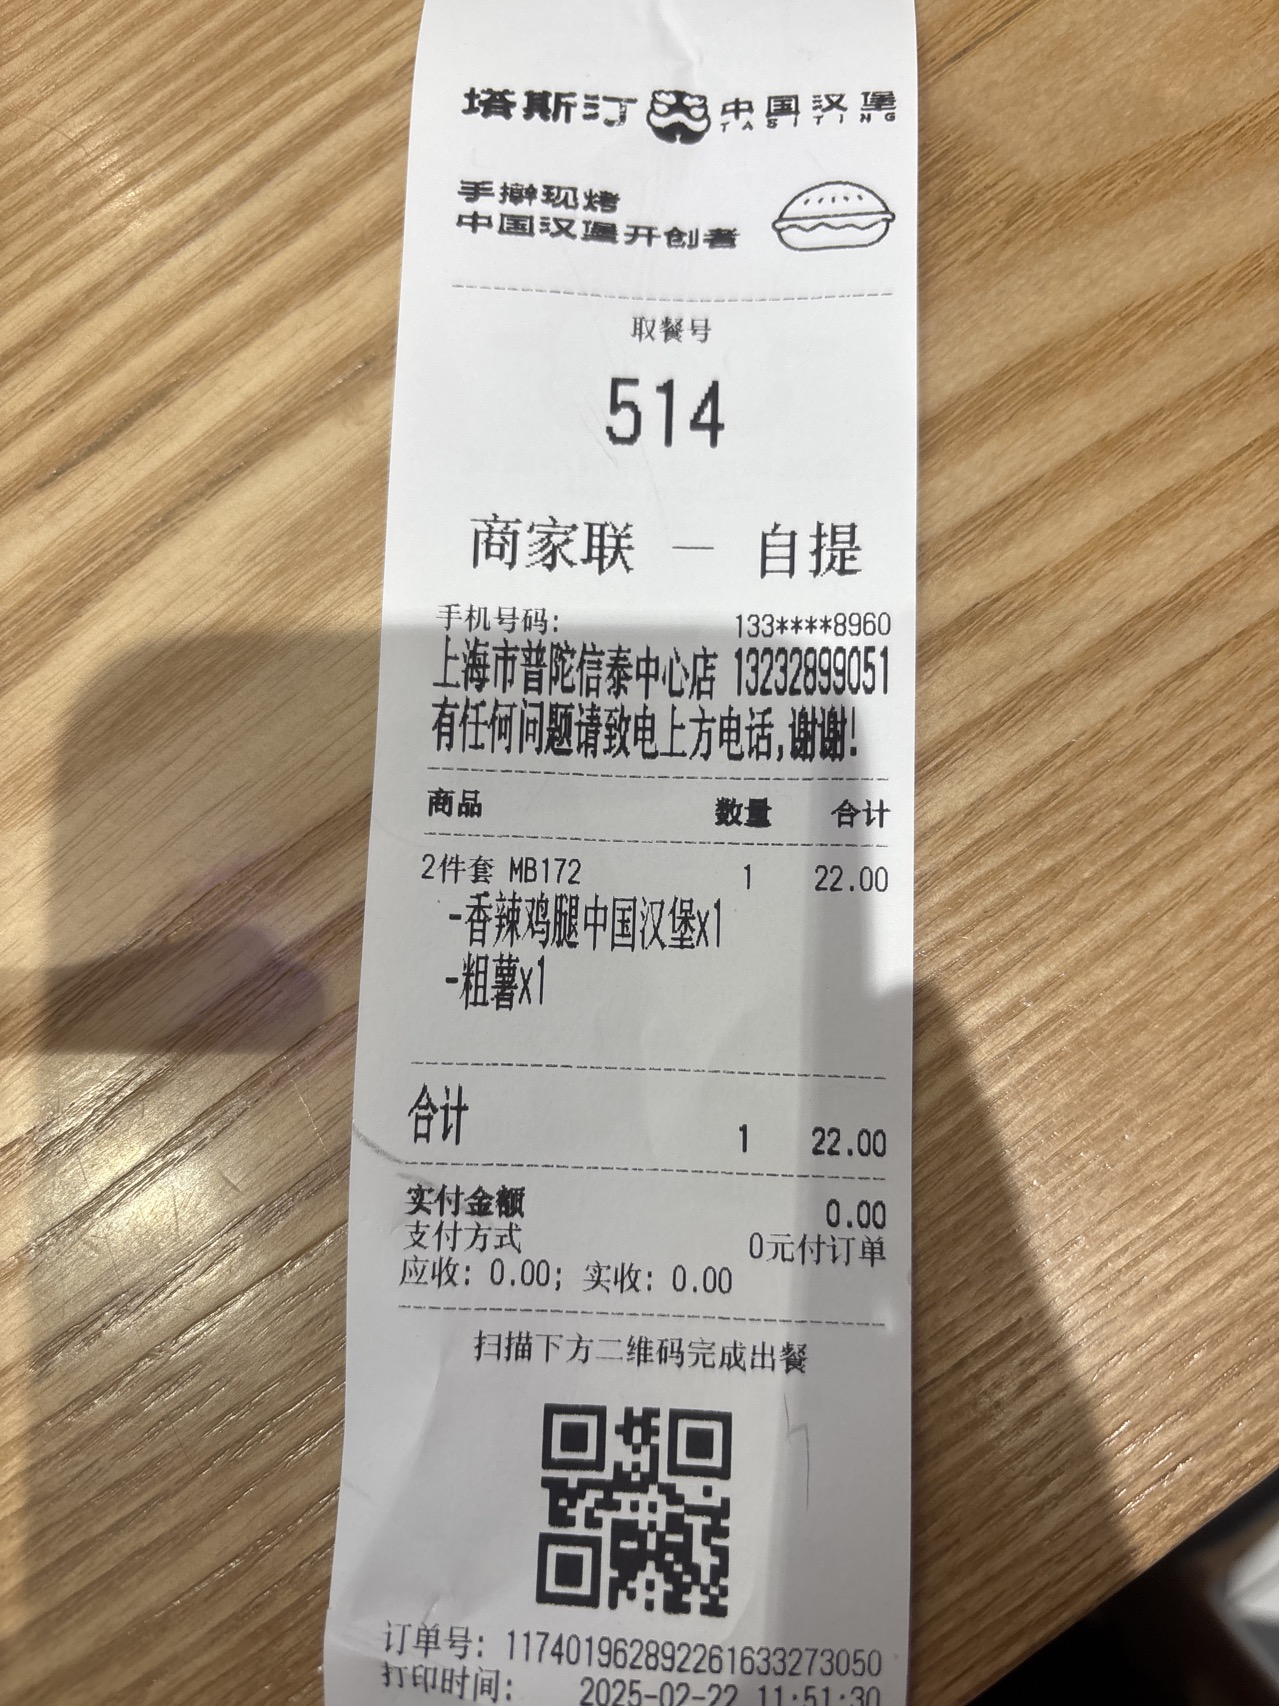 塔斯汀 中国汉堡
TASITING
手擀现烤
中国汉堡开创者
取餐号
514
商家联 — 自提
手机号码: 133****8960
上海市普陀信泰中心店 13232899051
有任何问题请致电上方电话,谢谢!
商品 数量 合计
2件套 MB172 1 22.00
-香辣鸡腿中国汉堡x1
-粗薯x1
合计 1 22.00
实付金额 0.00
支付方式 0元付订单
应收: 0.00; 实收: 0.00
扫描下方二维码完成出餐
订单号: 1174019628922616332730​50
打印时间: 2025-02-22 11:51:30